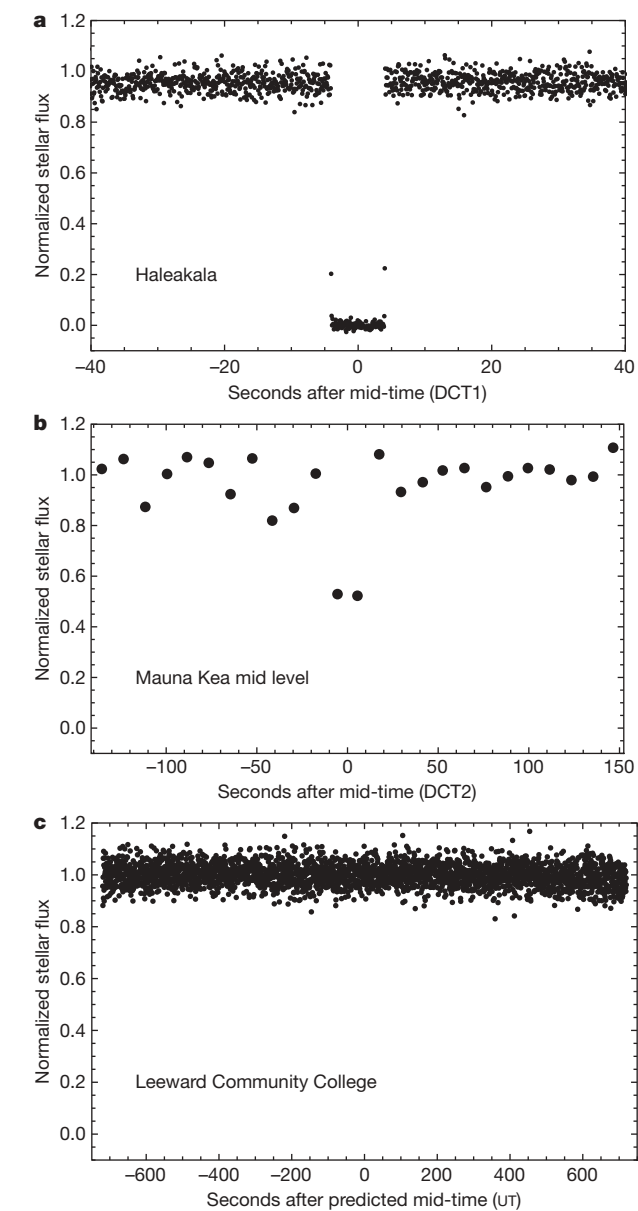 a
1.2
1.0
0.8
0.6
0.4
0.2
0.0
Normalized stellar flux
Haleakala
−40 −20 0 20 40
Seconds after mid-time (DCT1)
b
1.2
1.0
0.8
0.6
0.4
0.2
0.0
Normalized stellar flux
Mauna Kea mid level
−100 −50 0 50 100 150
Seconds after mid-time (DCT2)
c
1.2
1.0
0.8
0.6
0.4
0.2
0.0
Normalized stellar flux
Leeward Community College
−600 −400 −200 0 200 400 600
Seconds after predicted mid-time (UT)